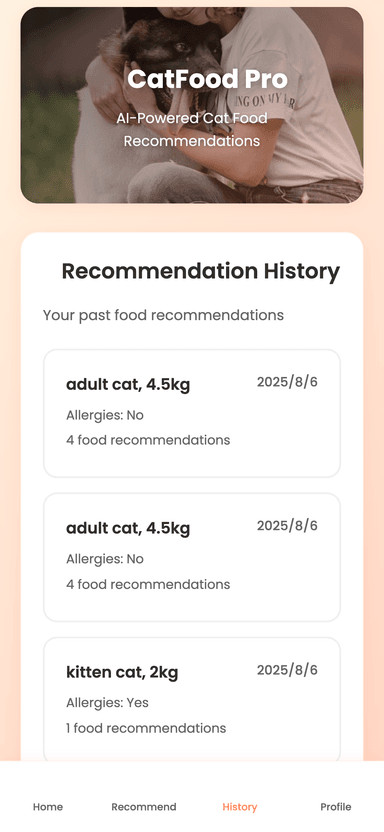 CatFood Pro
AI-Powered Cat Food
Recommendations
Recommendation History
Your past food recommendations
adult cat, 4.5kg
2025/8/6
Allergies: No
4 food recommendations
adult cat, 4.5kg
2025/8/6
Allergies: No
4 food recommendations
kitten cat, 2kg
2025/8/6
Allergies: Yes
1 food recommendations
Home
Recommend
History
Profile